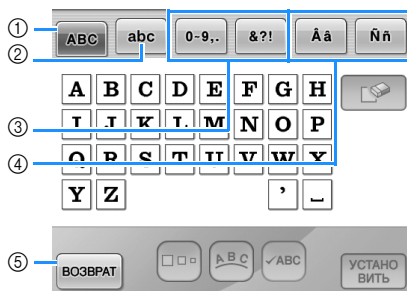 ① ABC abc 0~9,. &?! Ââ Ññ
②
A B C D E F G H
③ I J K L M N O P
④ Q R S T U V W X
Y Z ’ _
⑤ ВОЗВРАТ ABC ✓ABC УСТАНО
ВИТЬ